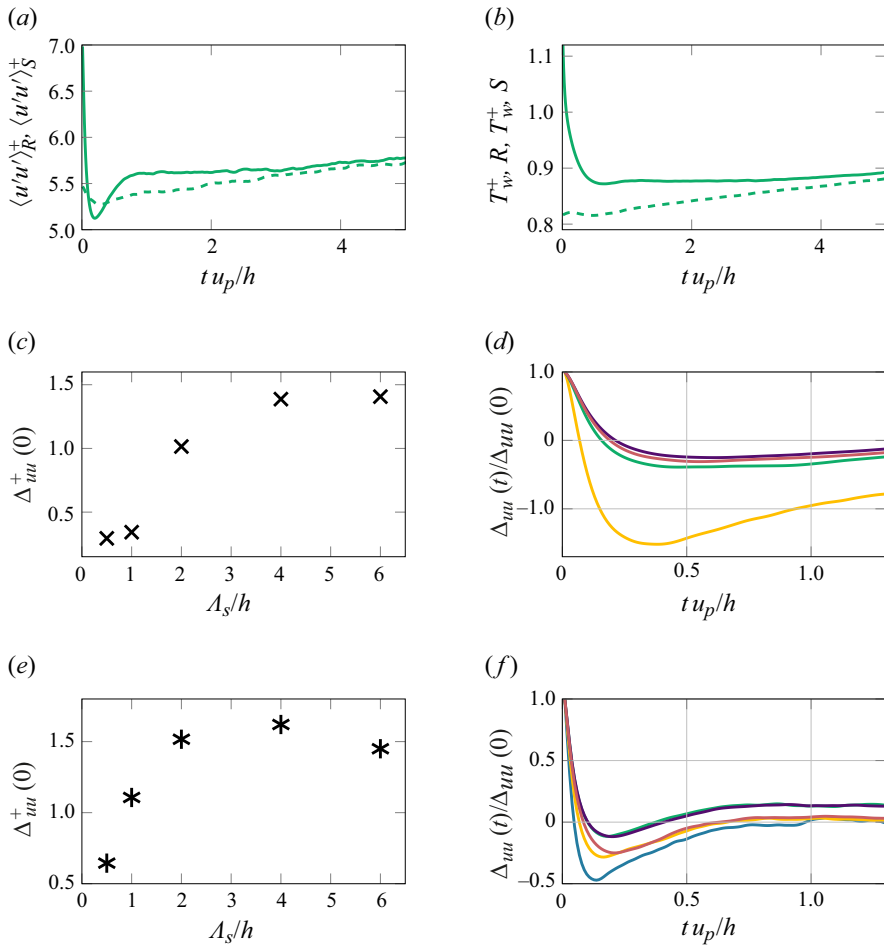 (a)
7.0
6.5
6.0
5.5
5.0
0 2 4
⟨u′u′⟩⁺_R, ⟨u′u′⟩⁺_S
t u_p/h
(b)
1.1
1.0
0.9
0.8
0 2 4
T⁺_w, R, T⁺_w, S
t u_p/h
(c)
1.5
1.0
0.5
0 1 2 3 4 5 6
Δ⁺_uu (0)
Λ_s/h
(d)
1.0
0
−1.0
0 0.5 1.0
Δ_uu (t)/Δ_uu (0)
t u_p/h
(e)
1.5
1.0
0.5
0 1 2 3 4 5 6
Δ⁺_uu (0)
Λ_s/h
(f)
1.0
0.5
0
−0.5
0 0.5 1.0
Δ_uu (t)/Δ_uu (0)
t u_p/h